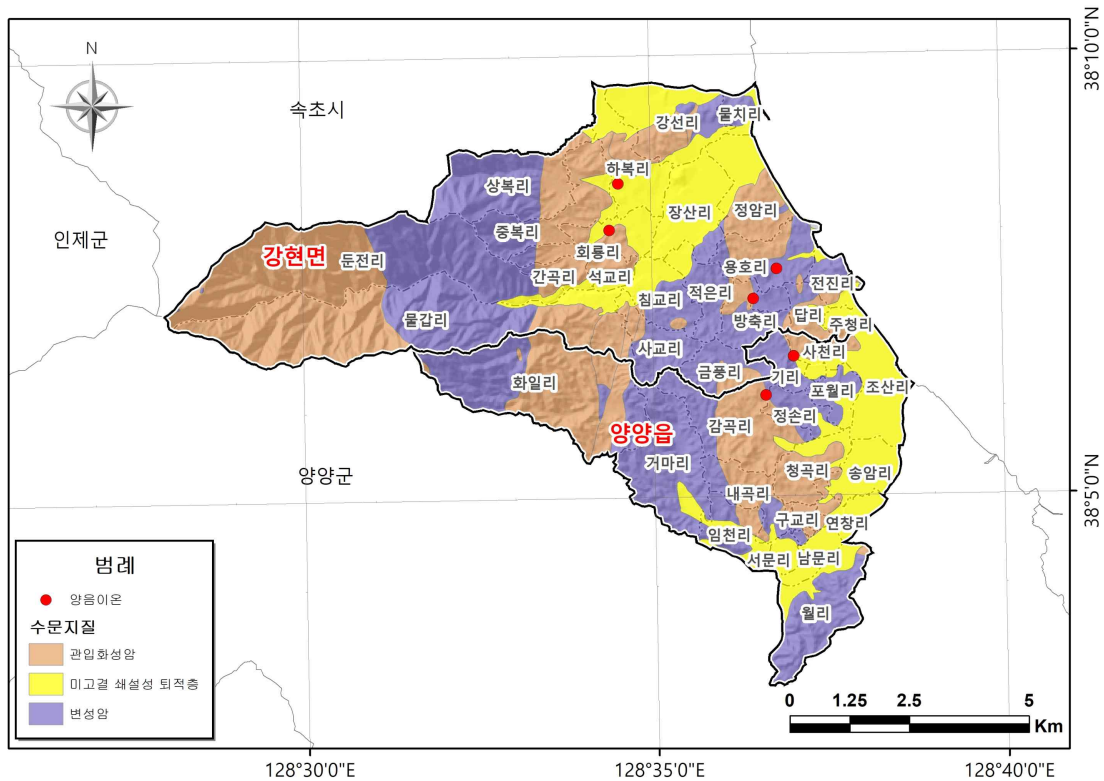 38°10'0"N
N
속초시
강선리
물치리
하복리
상복리
장산리
정암리
중복리
인제군
강현면
둔전리
회룡리
용호리
간곡리
석교리
전진리
침교리
적은리
물갑리
방축리
답리
주청리
사교리
사천리
금풍리
기리
화일리
포월리
조산리
양양읍
감곡리
정손리
거마리
양양군
청곡리
송암리
38°5'0"N
내곡리
구교리
연창리
임천리
서문리
남문리
월리
범례
양음이온
수문지질
관입화성암
미고결 쇄설성 퇴적층
변성암
0 1.25 2.5 5
Km
128°30'0"E
128°35'0"E
128°40'0"E